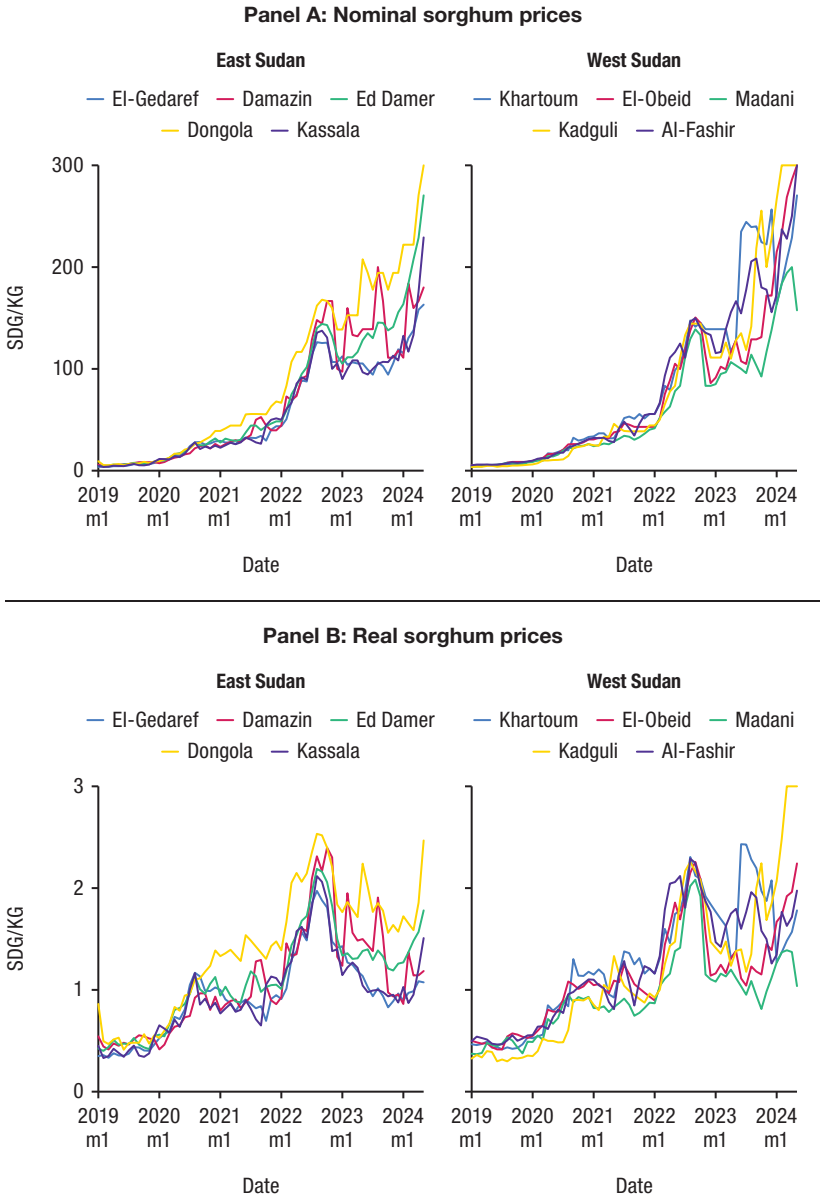 Panel A: Nominal sorghum prices
East Sudan
El-Gedaref Damazin Ed Damer
Dongola Kassala
SDG/KG
300
200
100
0
2019 2020 2021 2022 2023 2024
m1 m1 m1 m1 m1 m1
Date
West Sudan
Khartoum El-Obeid Madani
Kadguli Al-Fashir
2019 2020 2021 2022 2023 2024
m1 m1 m1 m1 m1 m1
Date
Panel B: Real sorghum prices
East Sudan
El-Gedaref Damazin Ed Damer
Dongola Kassala
SDG/KG
3
2
1
0
2019 2020 2021 2022 2023 2024
m1 m1 m1 m1 m1 m1
Date
West Sudan
Khartoum El-Obeid Madani
Kadguli Al-Fashir
2019 2020 2021 2022 2023 2024
m1 m1 m1 m1 m1 m1
Date